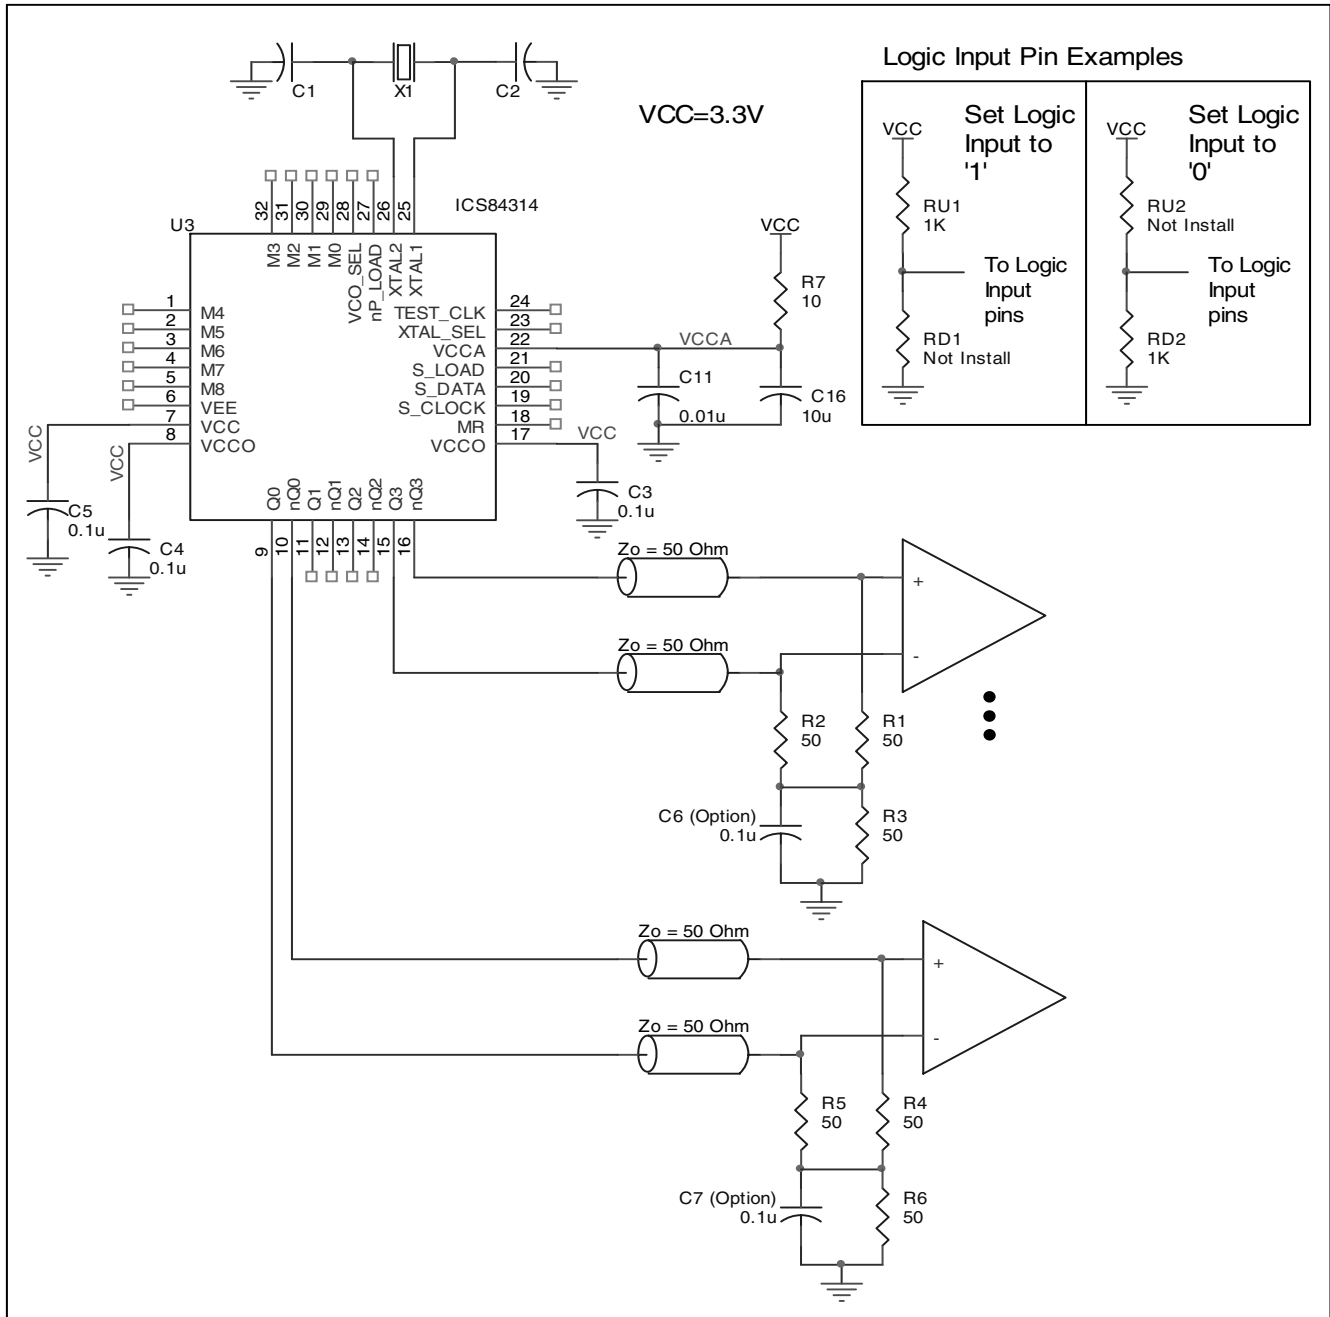 C1
X1
C2
VCC=3.3V
Logic Input Pin Examples
VCC
Set Logic
Input to
'1'
RU1
1K
To Logic
Input
pins
RD1
Not Install
VCC
Set Logic
Input to
'0'
RU2
Not Install
To Logic
Input
pins
RD2
1K
ICS84314
U3
32
31
30
29
28
27
26
25
M3
M2
M1
M0
VCO_SEL
nP_LOAD
XTAL2
XTAL1
1 M4
2 M5
3 M6
4 M7
5 M8
6 VEE
7 VCC
8 VCCO
TEST_CLK 24
XTAL_SEL 23
VCCA 22
S_LOAD 21
S_DATA 20
S_CLOCK 19
MR 18
VCCO 17
VCC
R7
10
VCCA
C11
0.01u
C16
10u
VCC
C3
0.1u
VCC
C5
0.1u
VCC
C4
0.1u
Q0
nQ0
Q1
nQ1
Q2
nQ2
Q3
nQ3
9
10
11
12
13
14
15
16
Zo = 50 Ohm
+
Zo = 50 Ohm
-
R2
50
R1
50
C6 (Option)
0.1u
R3
50
Zo = 50 Ohm
+
Zo = 50 Ohm
-
R5
50
R4
50
C7 (Option)
0.1u
R6
50